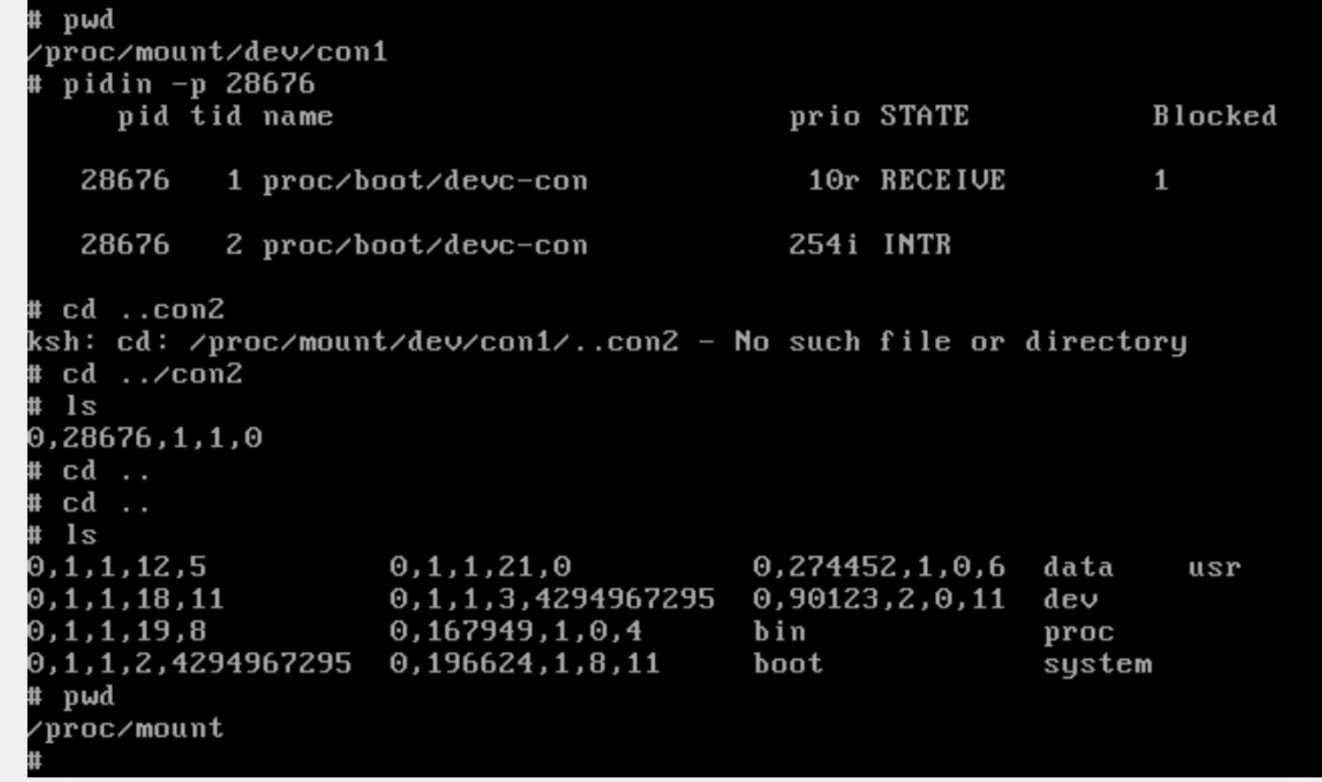 # pwd
/proc/mount/dev/con1
# pidin -p 28676
pid tid name prio STATE Blocked
28676 1 proc/boot/devc-con 10r RECEIVE 1
28676 2 proc/boot/devc-con 254i INTR
# cd ..con2
ksh: cd: /proc/mount/dev/con1/..con2 - No such file or directory
# cd ../con2
# ls
0,28676,1,1,0
# cd ..
# cd ..
# ls
0,1,1,12,5 0,1,1,21,0 0,274452,1,0,6 data usr
0,1,1,18,11 0,1,1,3,4294967295 0,90123,2,0,11 dev
0,1,1,19,8 0,167949,1,0,4 bin proc
0,1,1,2,4294967295 0,196624,1,8,11 boot system
# pwd
/proc/mount
#